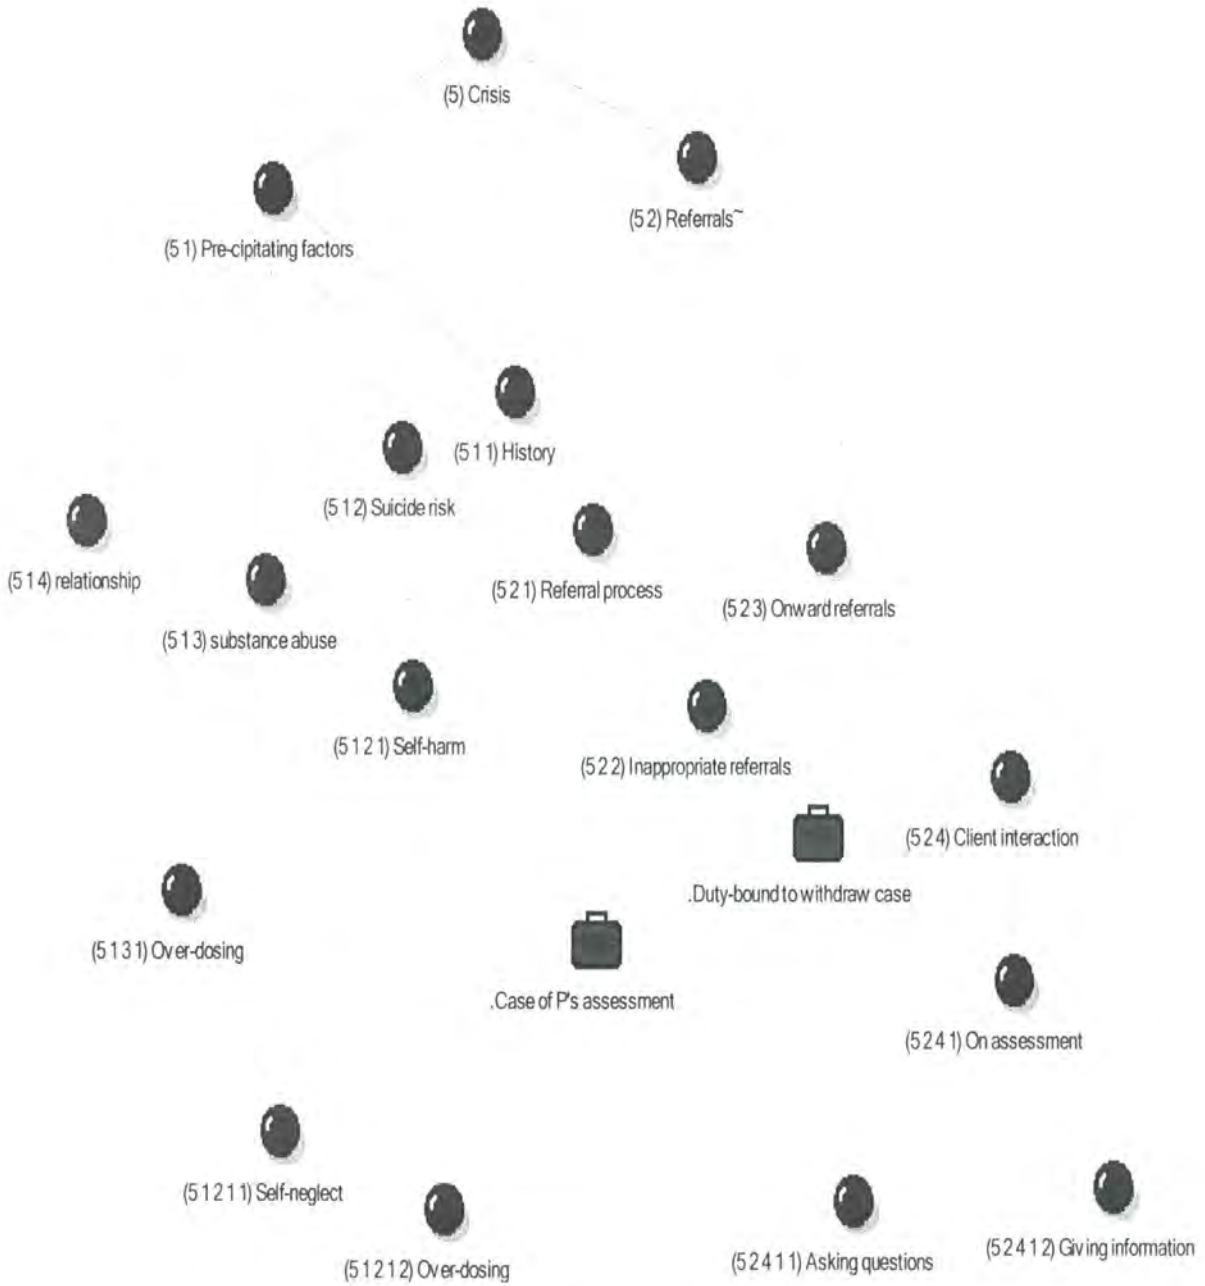 (5) Crisis
(5 2) Referrals~
(5 1) Pre-cipitating factors
(5 1 1) History
(5 1 2) Suicide risk
(5 1 4) relationship
(5 2 1) Referral process
(5 2 3) Onward referrals
(5 1 3) substance abuse
(5 1 2 1) Self-harm
(5 2 2) Inappropriate referrals
(5 2 4) Client interaction
.Duty-bound to withdraw case
(5 1 3 1) Over-dosing
.Case of P's assessment
(5 2 4 1) On assessment
(5 1 2 1 1) Self-neglect
(5 1 2 1 2) Over-dosing
(5 2 4 1 1) Asking questions
(5 2 4 1 2) Giving information